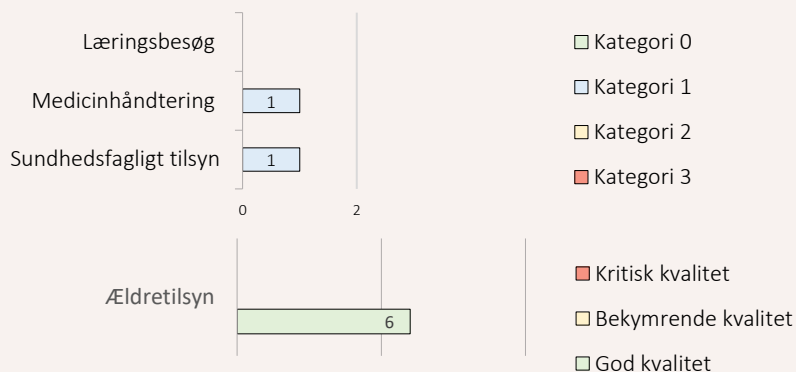 Læringsbesøg
Medicinhåndtering
1
Sundhedsfagligt tilsyn
1
0
2
Kategori 0
Kategori 1
Kategori 2
Kategori 3
Ældretilsyn
6
Kritisk kvalitet
Bekymrende kvalitet
God kvalitet